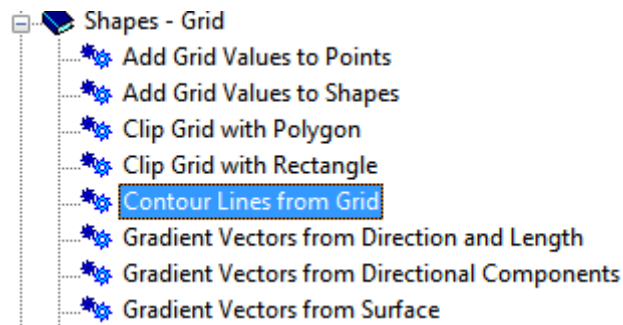 Shapes - Grid
Add Grid Values to Points
Add Grid Values to Shapes
Clip Grid with Polygon
Clip Grid with Rectangle
Contour Lines from Grid
Gradient Vectors from Direction and Length
Gradient Vectors from Directional Components
Gradient Vectors from Surface